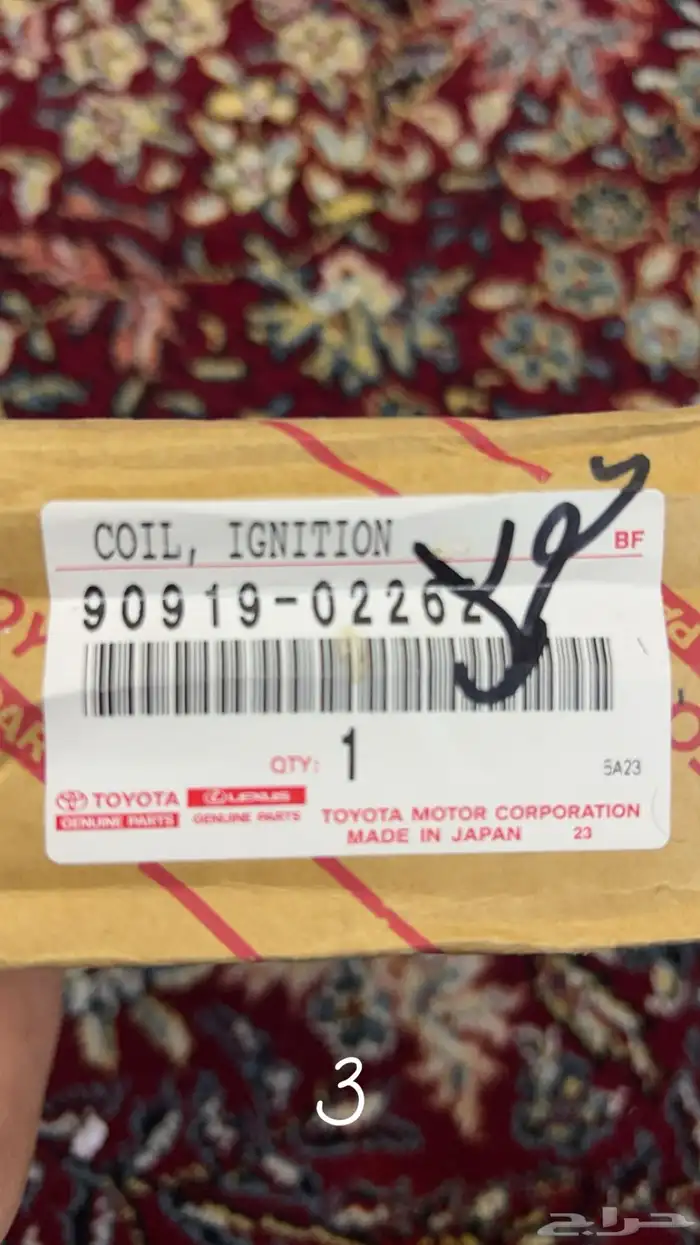 COIL, IGNITION
BF
90919-02262
QTY: 1
5A23
TOYOTA
GENUINE PARTS
LEXUS
GENUINE PARTS
TOYOTA MOTOR CORPORATION
MADE IN JAPAN 23
3
حراج